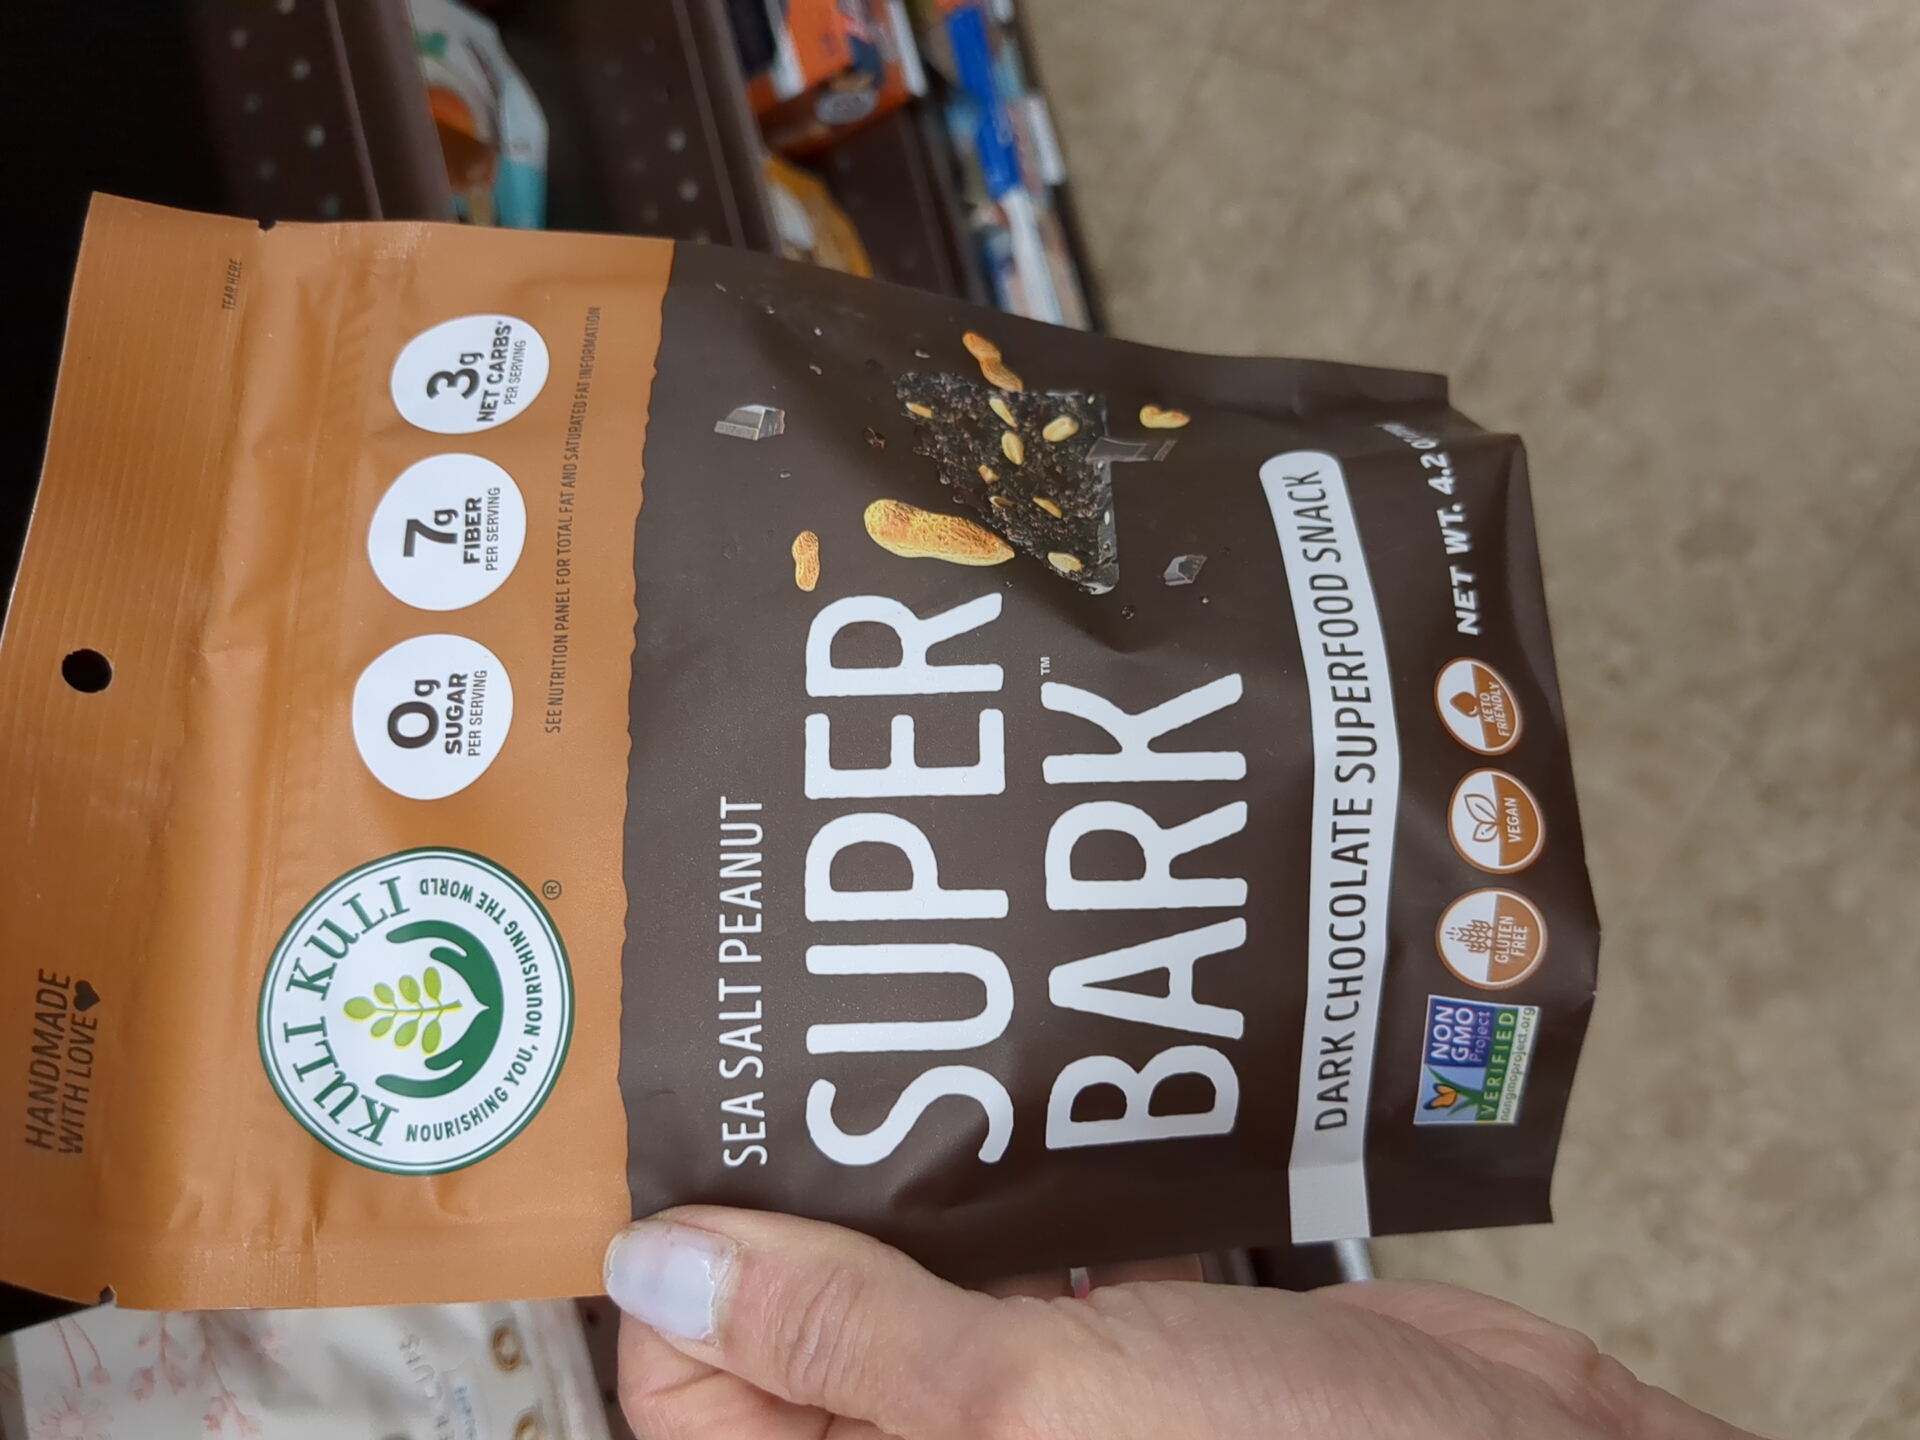 HANDMADE
WITH LOVE
TEAR HERE
KULI KULI
NOURISHING YOU, NOURISHING THE WORLD
®
0g
SUGAR
PER SERVING
7g
FIBER
PER SERVING
3g
NET CARBS*
PER SERVING
SEE NUTRITION PANEL FOR TOTAL FAT AND SATURATED FAT INFORMATION
SEA SALT PEANUT
SUPER
BARK™
DARK CHOCOLATE SUPERFOOD SNACK
NON
GMO
Project
VERIFIED
nongmoproject.org
GLUTEN
FREE
VEGAN
KETO
FRIENDLY
NET WT. 4.2